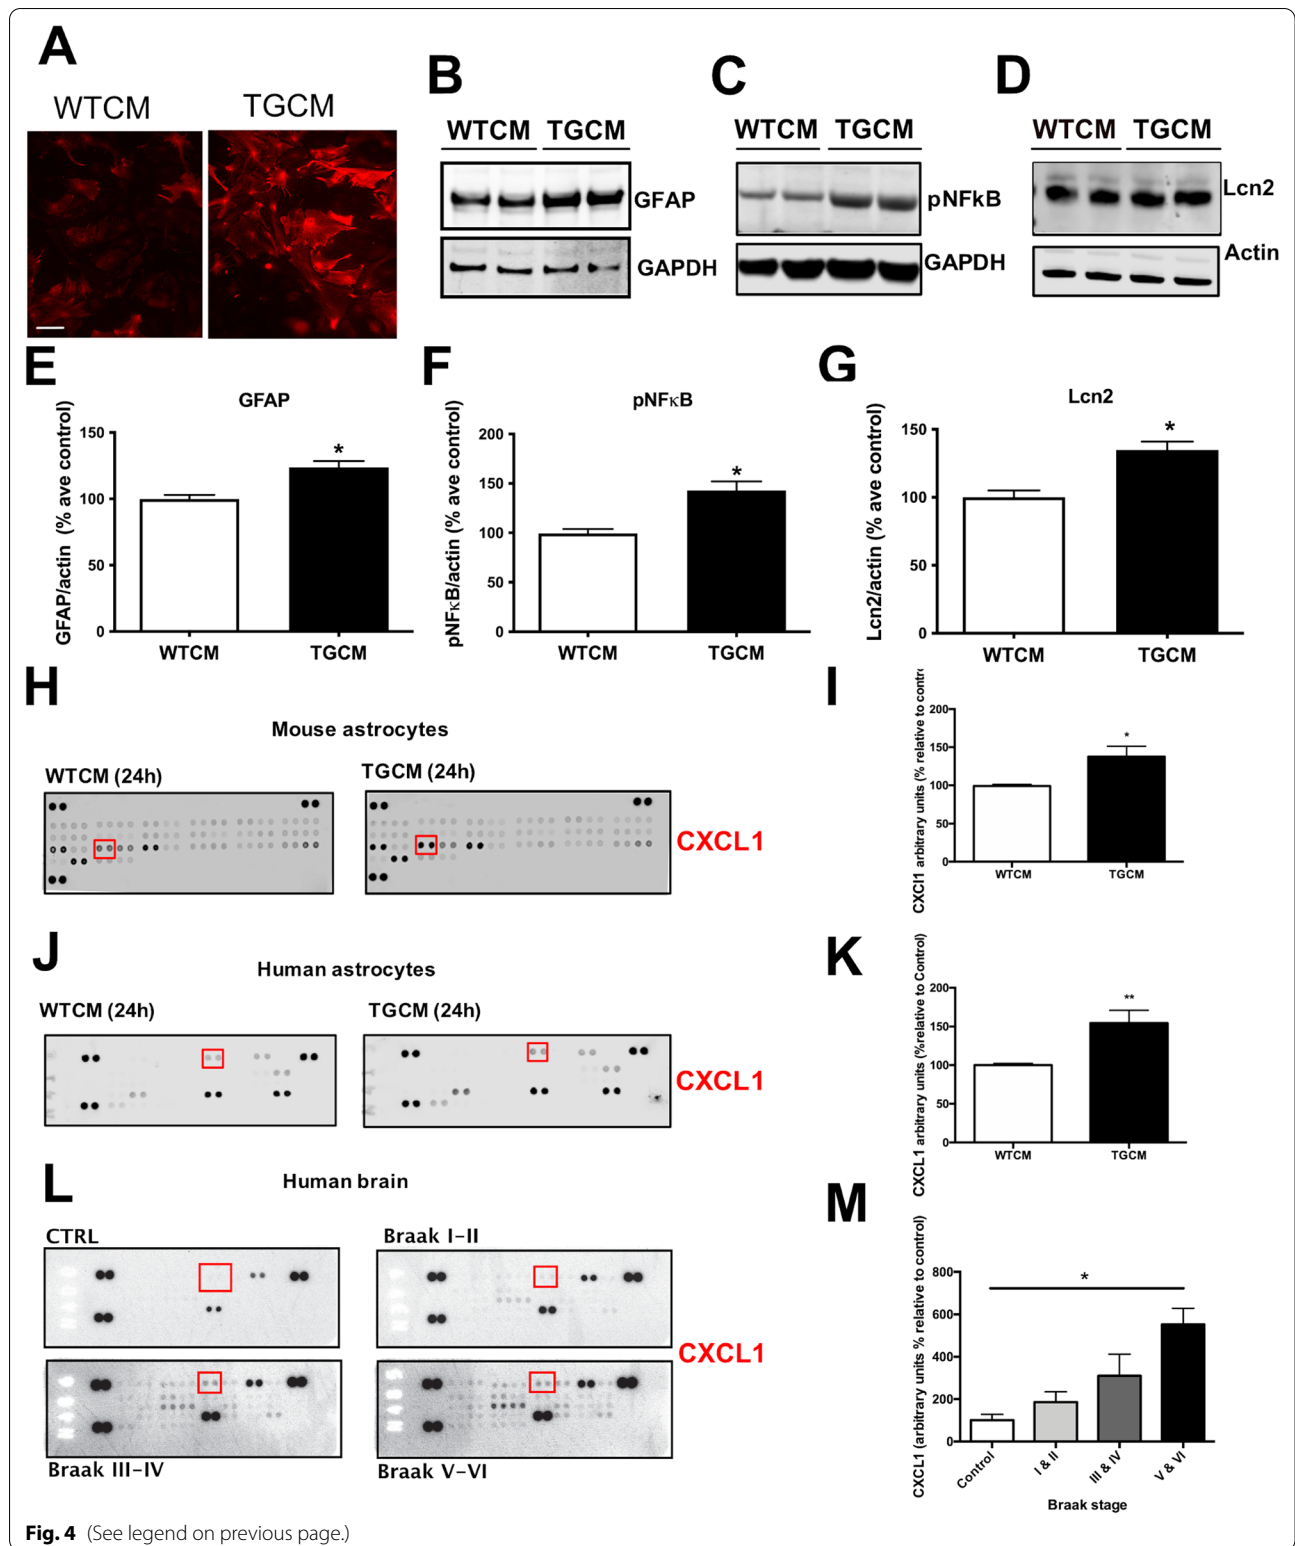 A
WTCM
TGCM
B
WTCM TGCM
GFAP
GAPDH
C
WTCM TGCM
pNFkB
GAPDH
D
WTCM TGCM
Lcn2
Actin
E
GFAP
GFAP/actin (% ave control)
150
100
50
0
*
WTCM
TGCM
F
pNFκB
pNFκB/actin (% ave control)
200
150
100
50
0
*
WTCM
TGCM
G
Lcn2
Lcn2/actin (% ave control)
150
100
50
0
*
WTCM
TGCM
H
Mouse astrocytes
WTCM (24h)
TGCM (24h)
CXCL1
I
CXCl1 arbitrary units (% relative to contro
200
150
100
50
0
*
WTCM
TGCM
J
Human astrocytes
WTCM (24h)
TGCM (24h)
CXCL1
K
CXCL1 arbitrary units (%relative to Control)
200
150
100
50
0
**
WTCM
TGCM
L
Human brain
CTRL
Braak I-II
CXCL1
Braak III-IV
Braak V-VI
M
CXCL1 (arbitrary units % relative to control)
800
600
400
200
0
*
Control
I & II
III & IV
V & VI
Braak stage
Fig. 4 (See legend on previous page.)